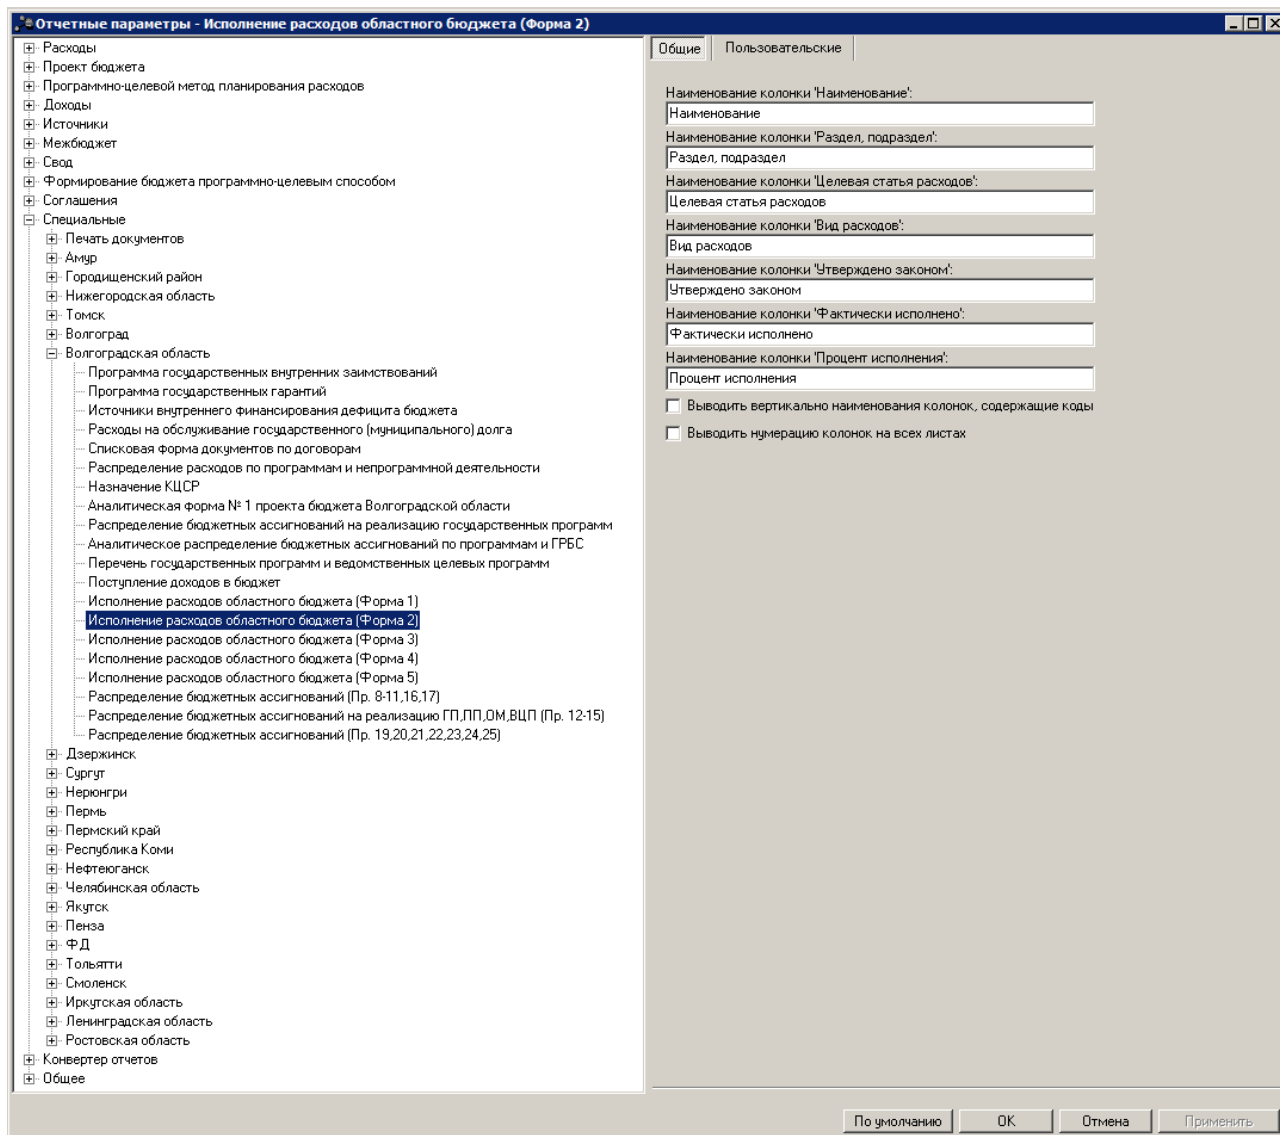 Отчетные параметры - Исполнение расходов областного бюджета (Форма 2)
Расходы
Проект бюджета
Программно-целевой метод планирования расходов
Доходы
Источники
Межбюджет
Свод
Формирование бюджета программно-целевым способом
Соглашения
Специальные
Печать документов
Амур
Городищенский район
Нижегородская область
Томск
Волгоград
Волгоградская область
Программа государственных внутренних заимствований
Программа государственных гарантий
Источники внутреннего финансирования дефицита бюджета
Расходы на обслуживание государственного (муниципального) долга
Списковая форма документов по договорам
Распределение расходов по программам и непрограммной деятельности
Назначение КЦСР
Аналитическая форма № 1 проекта бюджета Волгоградской области
Распределение бюджетных ассигнований на реализацию государственных программ
Аналитическое распределение бюджетных ассигнований по программам и ГРБС
Перечень государственных программ и ведомственных целевых программ
Поступление доходов в бюджет
Исполнение расходов областного бюджета (Форма 1)
Исполнение расходов областного бюджета (Форма 2)
Исполнение расходов областного бюджета (Форма 3)
Исполнение расходов областного бюджета (Форма 4)
Исполнение расходов областного бюджета (Форма 5)
Распределение бюджетных ассигнований (Пр. 8-11,16,17)
Распределение бюджетных ассигнований на реализацию ГП,ПП,ОМ,ВЦП (Пр. 12-15)
Распределение бюджетных ассигнований (Пр. 19,20,21,22,23,24,25)
Дзержинск
Сургут
Нерюнгри
Пермь
Пермский край
Республика Коми
Нефтеюганск
Челябинская область
Якутск
Пенза
ФД
Тольятти
Смоленск
Иркутская область
Ленинградская область
Ростовская область
Конвертер отчетов
Общее
Общие
Пользовательские
Наименование колонки 'Наименование':
Наименование
Наименование колонки 'Раздел, подраздел':
Раздел, подраздел
Наименование колонки 'Целевая статья расходов':
Целевая статья расходов
Наименование колонки 'Вид расходов':
Вид расходов
Наименование колонки 'Утверждено законом':
Утверждено законом
Наименование колонки 'Фактически исполнено':
Фактически исполнено
Наименование колонки 'Процент исполнения':
Процент исполнения
Выводить вертикально наименования колонок, содержащие коды
Выводить нумерацию колонок на всех листах
По умолчанию
OK
Отмена
Применить